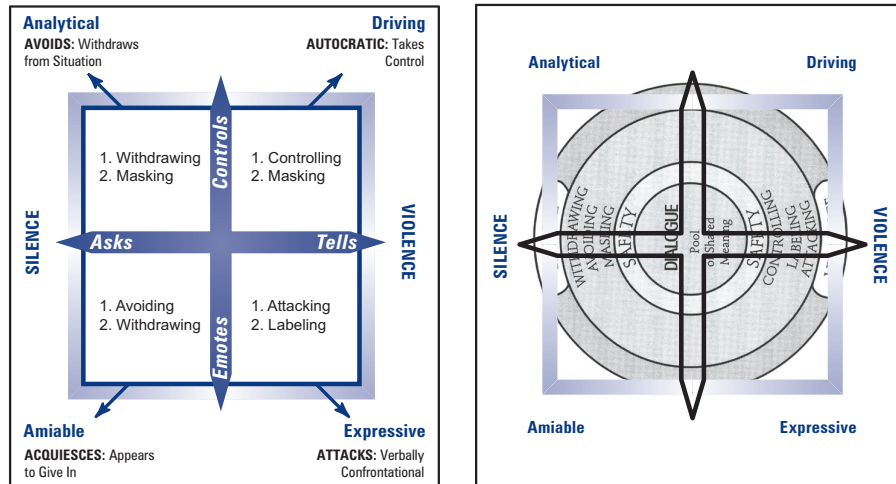 Analytical
AVOIDS: Withdraws
from Situation
Driving
AUTOCRATIC: Takes
Control
1. Withdrawing
2. Masking
Controls
1. Controlling
2. Masking
SILENCE
Asks
Tells
VIOLENCE
1. Avoiding
2. Withdrawing
Emotes
1. Attacking
2. Labeling
Amiable
ACQUIESCES: Appears
to Give In
Expressive
ATTACKS: Verbally
Confrontational
Analytical
Driving
SILENCE
WITHDRAWING
AVOIDING
MASKING
SAFETY
DIALOGUE
Pool
of Shared
Meaning
SAFETY
CONTROLLING
LABELING
ATTACKING
VIOLENCE
Amiable
Expressive